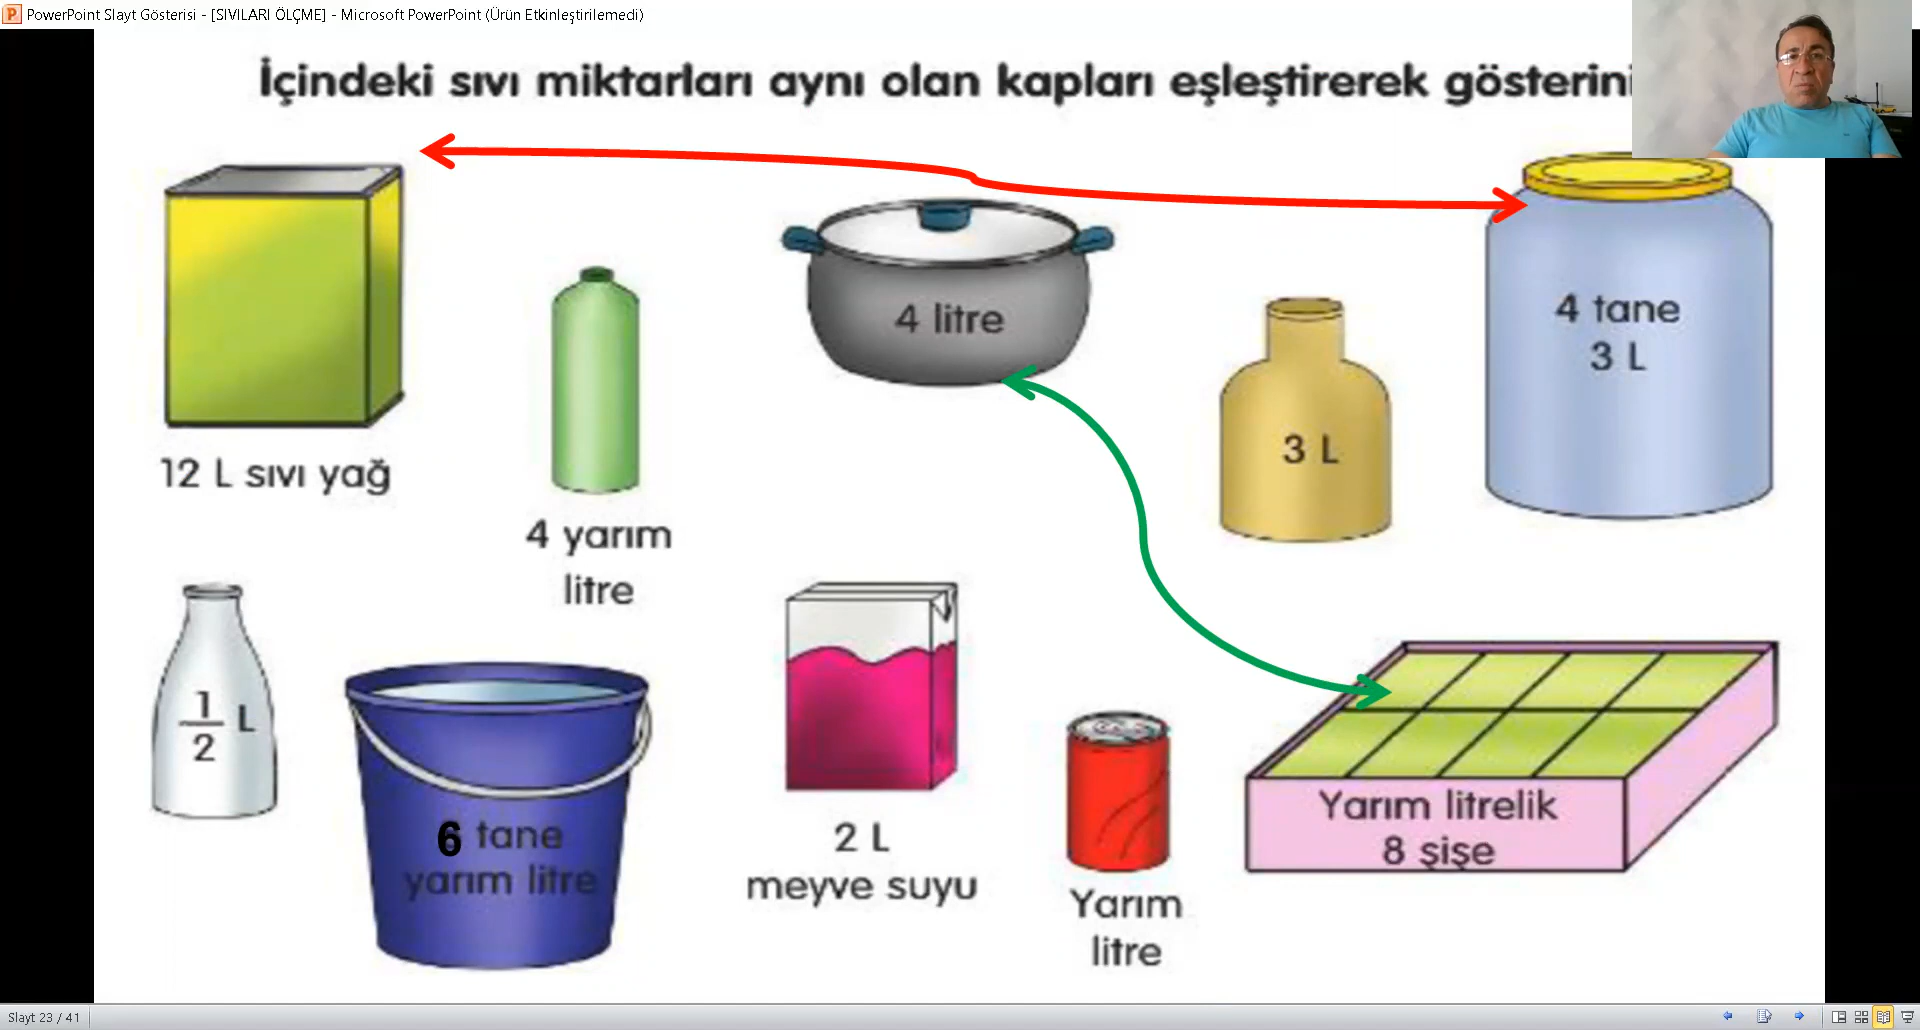 PowerPoint Slayt Gösterisi - [SIVILARI ÖLÇME] - Microsoft PowerPoint (Ürün Etkinleştirilemedi)
İçindeki sıvı miktarları aynı olan kapları eşleştirerek gösterini
4 litre
4 tane
3 L
3 L
12 L sıvı yağ
4 yarım
litre
1/2 L
6 tane
yarım litre
2 L
meyve suyu
Yarım
litre
Yarım litrelik
8 şişe
Slayt 23 / 41